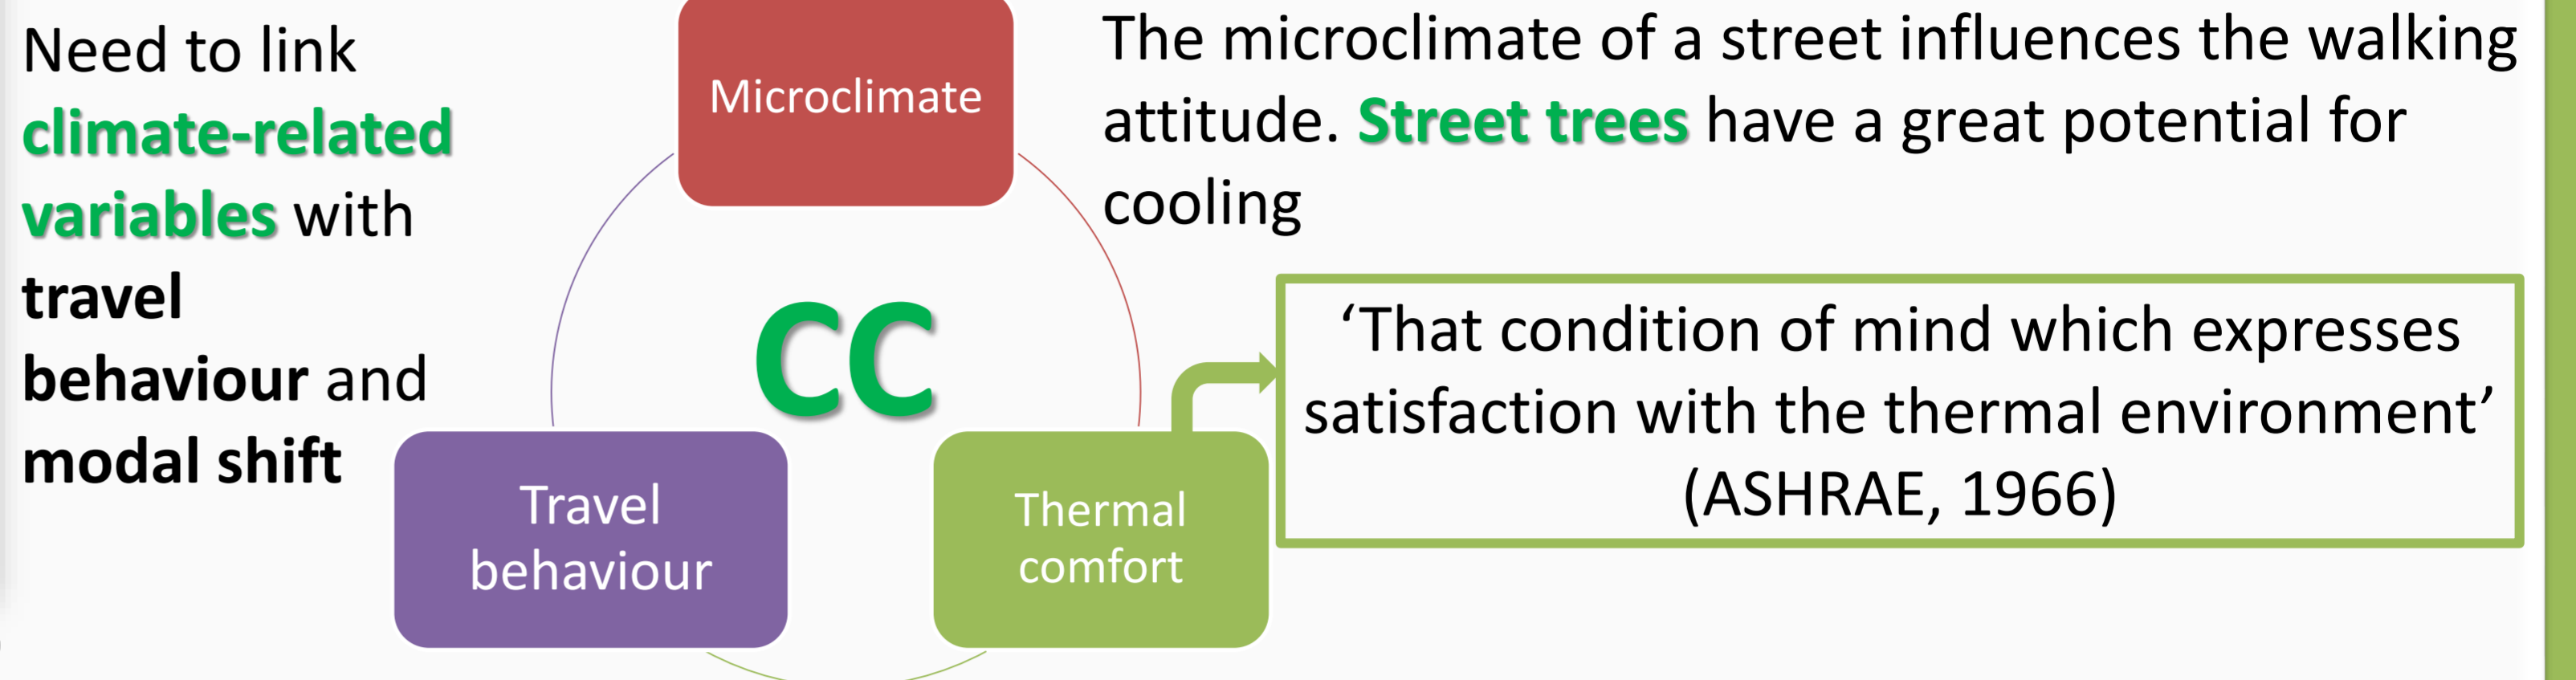 Need to link
climate-related
variables with
travel
behaviour and
modal shift
Microclimate
The microclimate of a street influences the walking
attitude. Street trees have a great potential for
cooling
CC
‘That condition of mind which expresses
satisfaction with the thermal environment’
(ASHRAE, 1966)
Travel
behaviour
Thermal
comfort